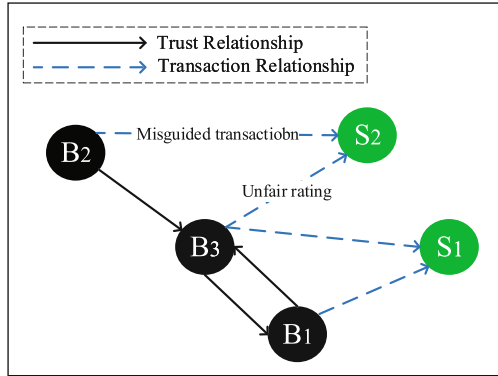 Trust Relationship
Transaction Relationship
Misguided transactiobn
S2
B2
Unfair rating
B3
S1
B1